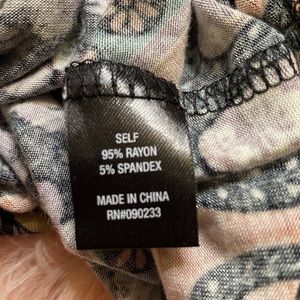 SELF
95% RAYON
5% SPANDEX
MADE IN CHINA
RN#090233